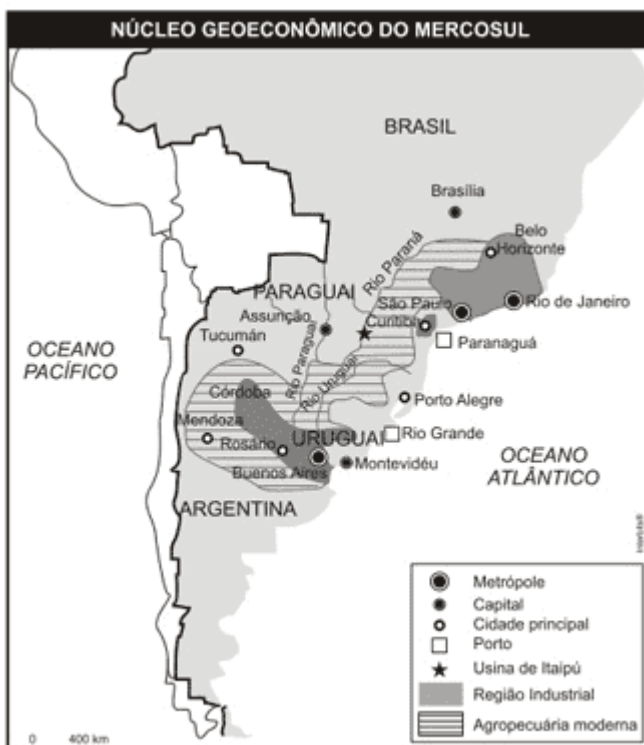 NÚCLEO GEOECONÔMICO DO MERCOSUL
BRASIL
Brasília
Belo
Horizonte
Rio Paraná
PARAGUAI
São Paulo
Rio de Janeiro
Assunção
Curitiba
Tucumán
Paranaguá
OCEANO
PACÍFICO
Rio Paraguai
Rio Uruguai
Córdoba
Porto Alegre
Mendoza
URUGUAI
Rio Grande
Rosário
OCEANO
ATLÂNTICO
Buenos Aires
Montevidéu
ARGENTINA
Metrópole
Capital
Cidade principal
Porto
Usina de Itaipú
Região Industrial
Agropecuária moderna
0 400 km